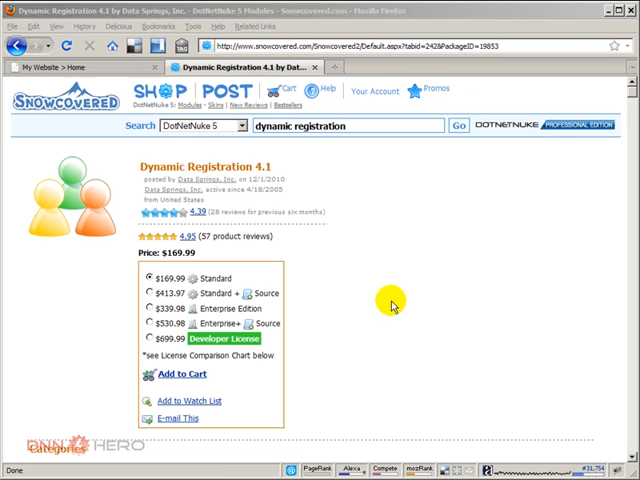 Dynamic Registration 4.1 by Data Springs, Inc. - DotNetNuke 5 Modules - Snowcovered.com - Mozilla Firefox
File Edit View History Delicious Bookmarks Tools Web Search Help Related Links
http://www.snowcovered.com/Snowcovered2/Default.aspx?tabid=242&PackageID=19853
My Website > Home
Dynamic Registration 4.1 by Dat...
SNOWCOVERED
SHOP POST Cart Help Your Account Promos
DotNetNuke 5: Modules - Skins | New Reviews | Bestsellers
Search DotNetNuke 5 dynamic registration Go DOTNETNUKE PROFESSIONAL EDITION
Dynamic Registration 4.1
posted by Data Springs, Inc. on 12/1/2010
Data Springs, Inc. active since 4/18/2005
from United States
4.39 (28 reviews for previous six months)
4.95 (57 product reviews)
Price: $169.99
$169.99 Standard
$413.97 Standard + Source
$339.98 Enterprise Edition
$530.98 Enterprise+ Source
$699.99 Developer License
*see License Comparison Chart below
Add to Cart
Add to Watch List
E-mail This
DNN HERO
Categories
Done
PageRank
Alexa
Compete
mozRank
#31,754